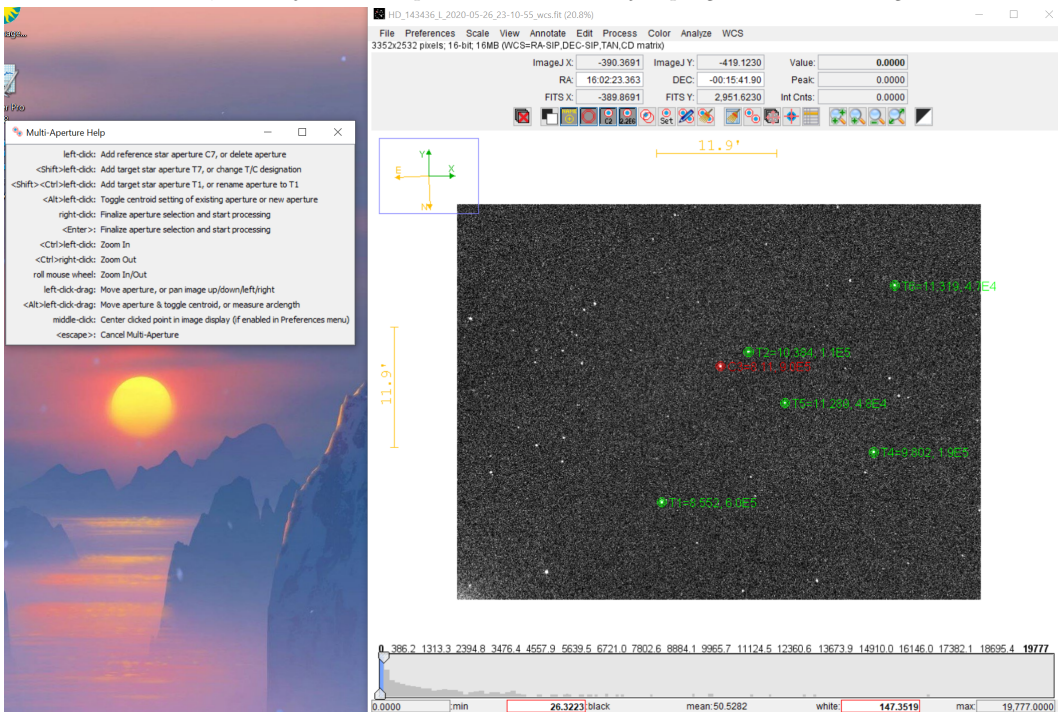 HD_143436_L_2020-05-26_23-10-55_wcs.fit (20.8%)
File Preferences Scale View Annotate Edit Process Color Analyze WCS
3352x2532 pixels; 16-bit; 16MB (WCS=RA-SIP,DEC-SIP,TAN,CD matrix)
ImageJ X: -390.3691 ImageJ Y: -419.1230 Value: 0.0000
RA: 16:02:23.363 DEC: -00:15:41.90 Peak: 0.0000
FITS X: -389.8691 FITS Y: 2,951.6230 Int Cnts: 0.0000
C2 2.2E6 Set
er Pro
Multi-Aperture Help
left-click: Add reference star aperture C7, or delete aperture
<Shift>left-click: Add target star aperture T7, or change T/C designation
<Shift><Ctrl>left-click: Add target star aperture T1, or rename aperture to T1
<Alt>left-click: Toggle centroid setting of existing aperture or new aperture
right-click: Finalize aperture selection and start processing
<Enter>: Finalize aperture selection and start processing
<Ctrl>left-click: Zoom In
<Ctrl>right-click: Zoom Out
roll mouse wheel: Zoom In/Out
left-click-drag: Move aperture, or pan image up/down/left/right
<Alt>left-click-drag: Move aperture & toggle centroid, or measure arclength
middle-click: Center clicked point in image display (if enabled in Preferences menu)
<escape>: Cancel Multi-Aperture
11.9'
Y
E X
N
T6=11.319, 4.7E4
T2=10.384, 1.1E5
11.9'
T5=11.288, 4.8E4
T4=9.802, 1.9E5
T1=8.552, 6.0E5
0 386.2 1313.3 2394.8 3476.4 4557.9 5639.5 6721.0 7802.6 8884.1 9965.7 11124.5 12360.6 13673.9 14910.0 16146.0 17382.1 18695.4 19777
0.0000 :min 26.3223 :black mean: 50.5282 white: 147.3519 max: 19,777.0000